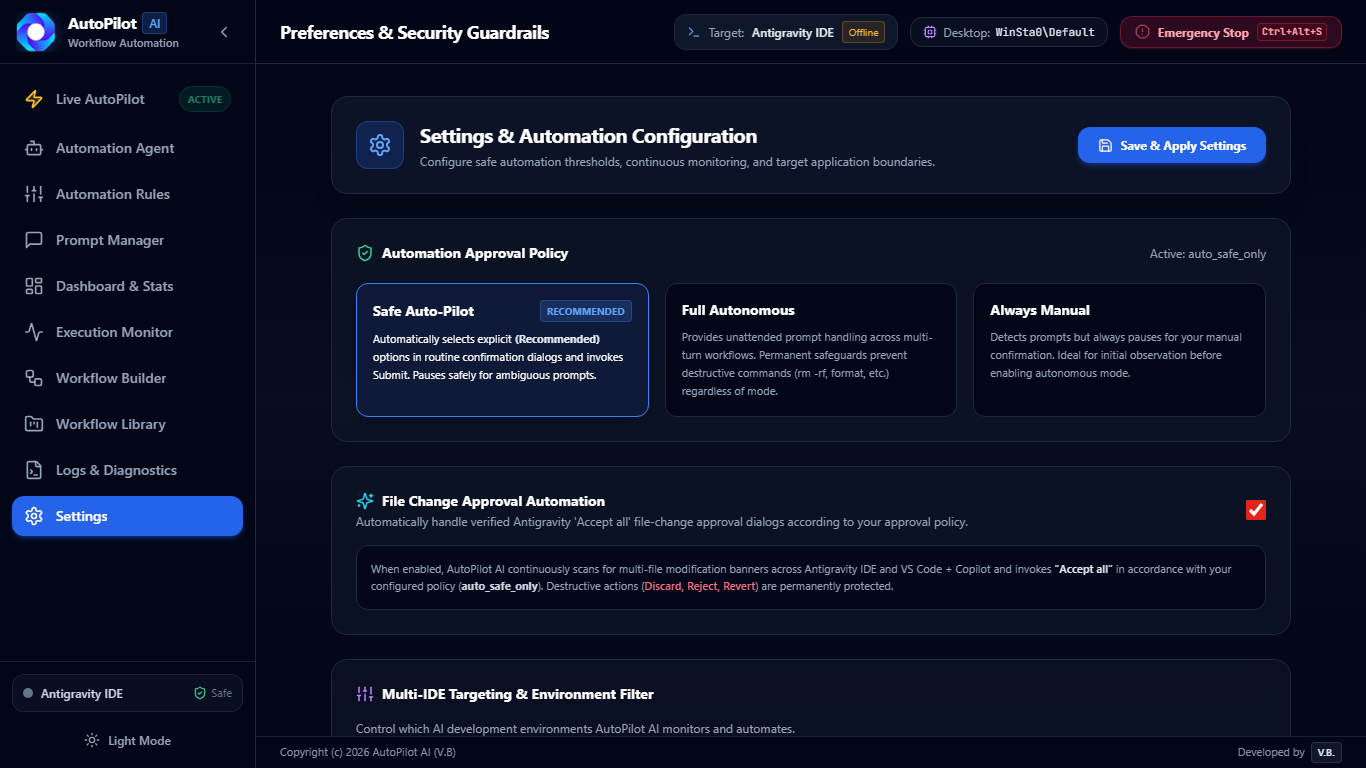 AutoPilot AI
Workflow Automation
Live AutoPilot ACTIVE
Automation Agent
Automation Rules
Prompt Manager
Dashboard & Stats
Execution Monitor
Workflow Builder
Workflow Library
Logs & Diagnostics
Settings
Antigravity IDE Safe
Light Mode
Preferences & Security Guardrails
Target: Antigravity IDE Offline
Desktop: WinSta0\Default
Emergency Stop Ctrl+Alt+S
Settings & Automation Configuration
Configure safe automation thresholds, continuous monitoring, and target application boundaries.
Save & Apply Settings
Automation Approval Policy
Active: auto_safe_only
Safe Auto-Pilot RECOMMENDED
Automatically selects explicit (Recommended)
options in routine confirmation dialogs and invokes
Submit. Pauses safely for ambiguous prompts.
Full Autonomous
Provides unattended prompt handling across multi-
turn workflows. Permanent safeguards prevent
destructive commands (rm -rf, format, etc.)
regardless of mode.
Always Manual
Detects prompts but always pauses for your manual
confirmation. Ideal for initial observation before
enabling autonomous mode.
File Change Approval Automation
Automatically handle verified Antigravity 'Accept all' file-change approval dialogs according to your approval policy.
When enabled, AutoPilot AI continuously scans for multi-file modification banners across Antigravity IDE and VS Code + Copilot and invokes "Accept all" in accordance with your
configured policy (auto_safe_only). Destructive actions (Discard, Reject, Revert) are permanently protected.
Multi-IDE Targeting & Environment Filter
Control which AI development environments AutoPilot AI monitors and automates.
Copyright (c) 2026 AutoPilot AI (V.B)
Developed by V.B.